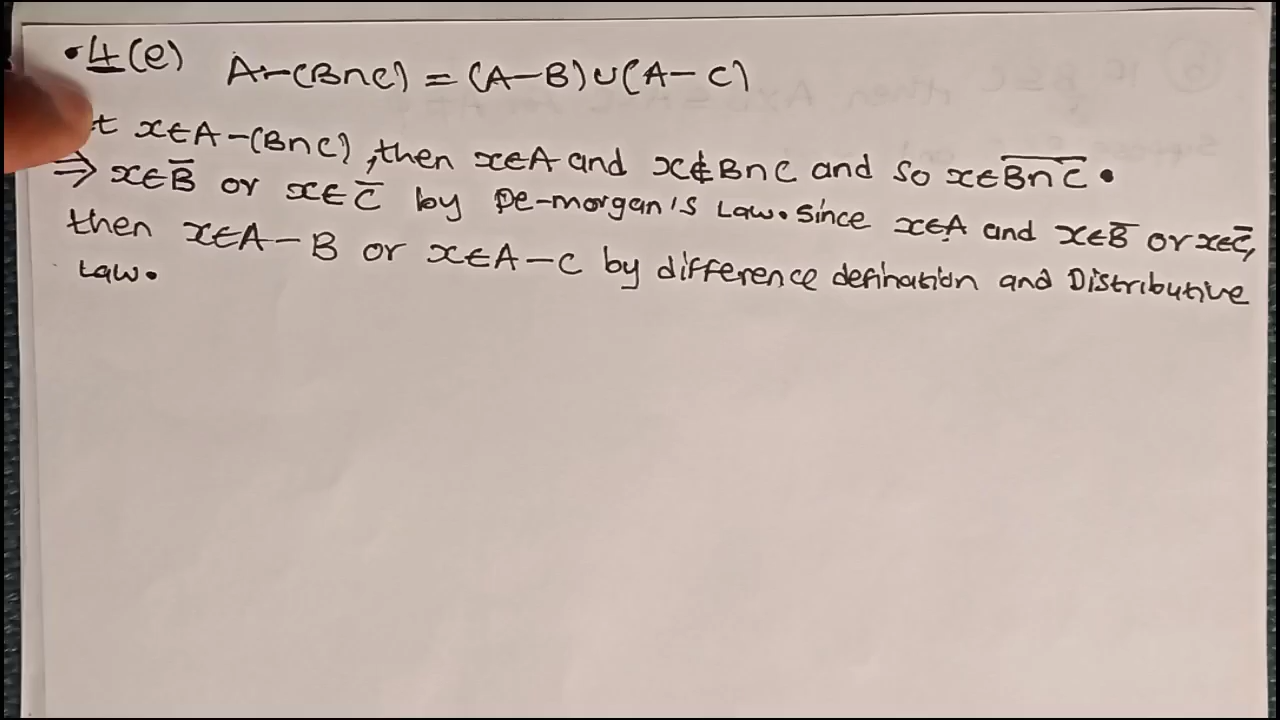 •4(e) A-(B∩C) = (A-B)∪(A-C)
x∈A-(B∩C), then x∈A and x∉B∩C and so x∈B̅∩̅C̅.
⇒ x∈B̅ or x∈C̅ by De-morgan's Law. Since x∈A and x∈B̅ or x∈C̅,
then x∈A-B or x∈A-C by difference defination and Distributive
Law.